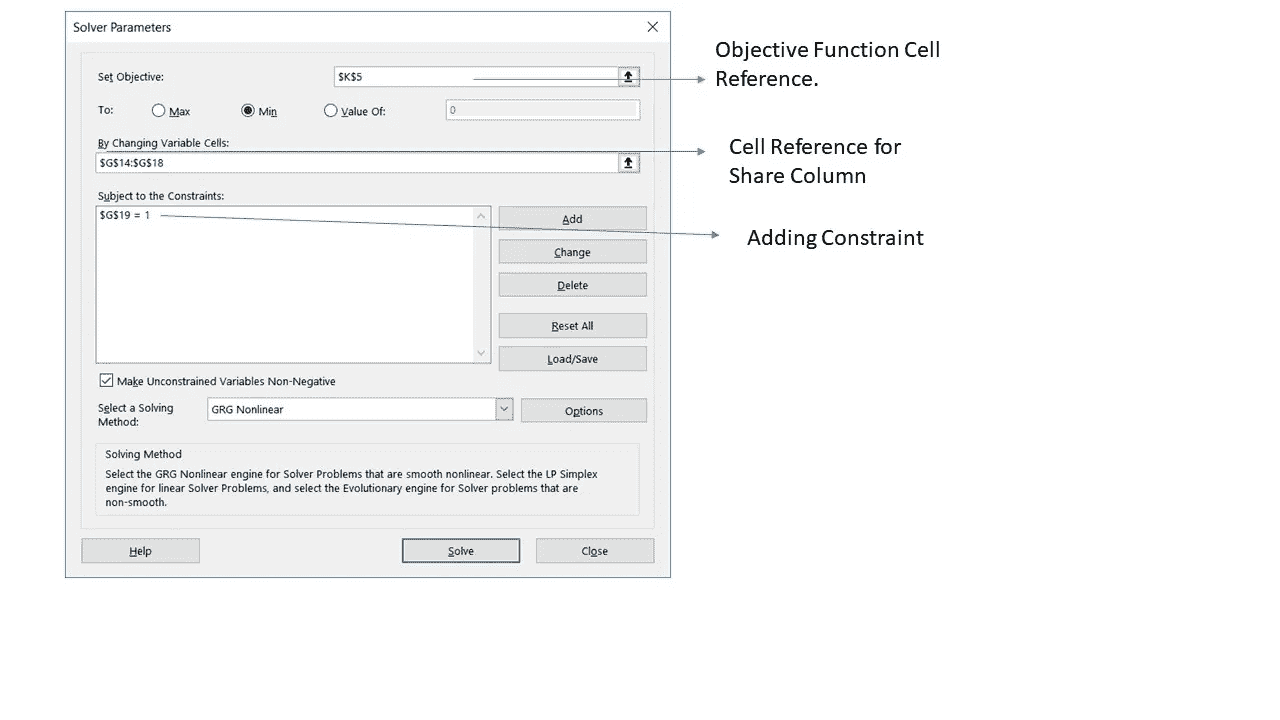 Solver Parameters
Set Objective:
$K$5
Objective Function Cell
Reference.
To:
Max
Min
Value Of:
0
By Changing Variable Cells:
$G$14:$G$18
Cell Reference for
Share Column
Subject to the Constraints:
$G$19 = 1
Adding Constraint
Add
Change
Delete
Reset All
Load/Save
Make Unconstrained Variables Non-Negative
Select a Solving
Method:
GRG Nonlinear
Options
Solving Method
Select the GRG Nonlinear engine for Solver Problems that are smooth nonlinear. Select the LP Simplex
engine for linear Solver Problems, and select the Evolutionary engine for Solver problems that are
non-smooth.
Help
Solve
Close